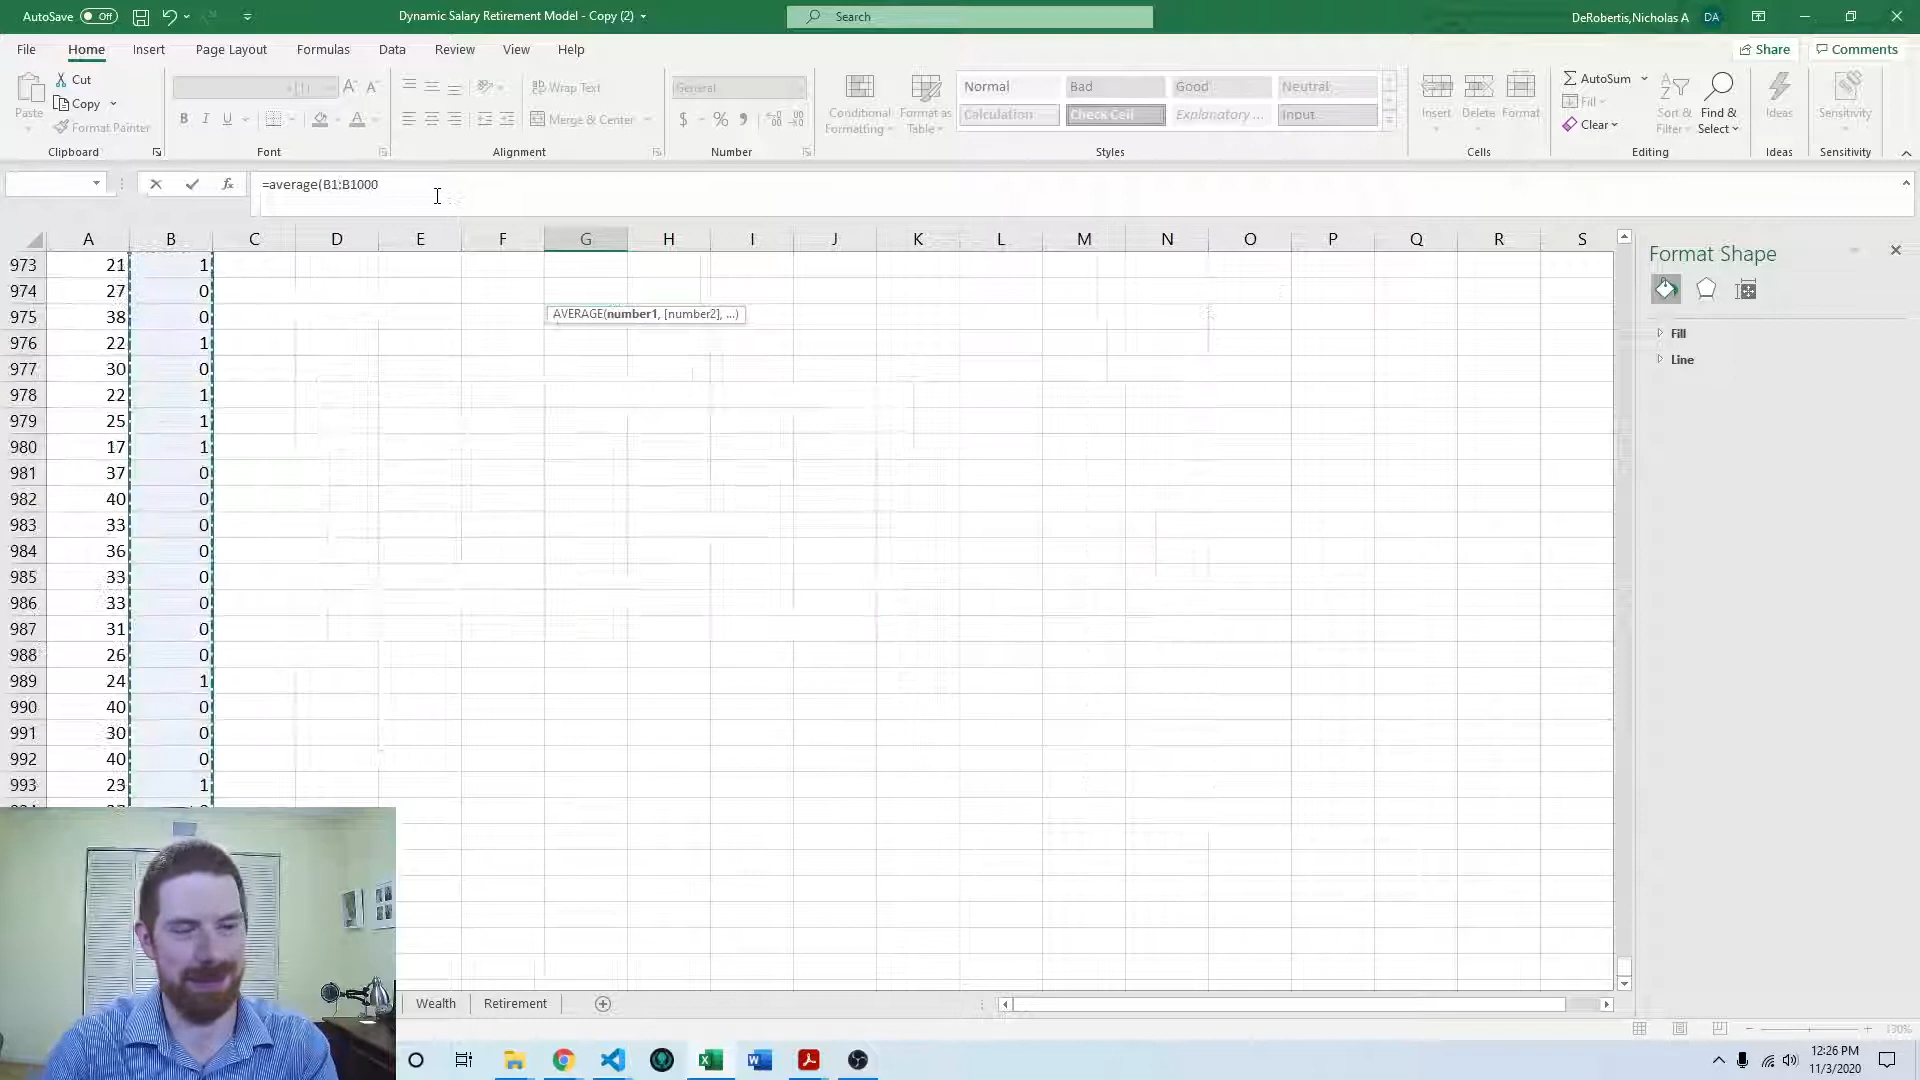 AutoSave Off Dynamic Salary Retirement Model - Copy (2) Search DeRobertis,Nicholas A DA
File Home Insert Page Layout Formulas Data Review View Help Share Comments
Paste Cut Copy Format Painter Clipboard
B I U A Font
Wrap Text Merge & Center Alignment
General $ % Number
Conditional Formatting Format as Table
Normal Bad Good Neutral
Calculation Check Cell Explanatory ... Input
Styles
Insert Delete Format Cells
AutoSum Fill Clear Sort & Filter Find & Select Editing
Ideas Ideas
Sensitivity Sensitivity
fx =average(B1:B1000
A B C D E F G H I J K L M N O P Q R S
973 21 1
974 27 0
975 38 0
AVERAGE(number1, [number2], ...)
976 22 1
977 30 0
978 22 1
979 25 1
980 17 1
981 37 0
982 40 0
983 33 0
984 36 0
985 33 0
986 33 0
987 31 0
988 26 0
989 24 1
990 40 0
991 30 0
992 40 0
993 23 1
Format Shape
Fill
Line
Wealth Retirement
130%
12:26 PM
11/3/2020